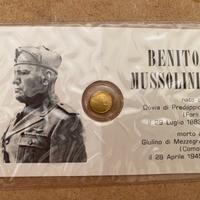 BENITO
MUSSOLINI
nato
Dovia di Predappio
(Forlì
il 29 Luglio 1883
morto
Giulino di Mezzegra
(Como
il 28 Aprile 1945